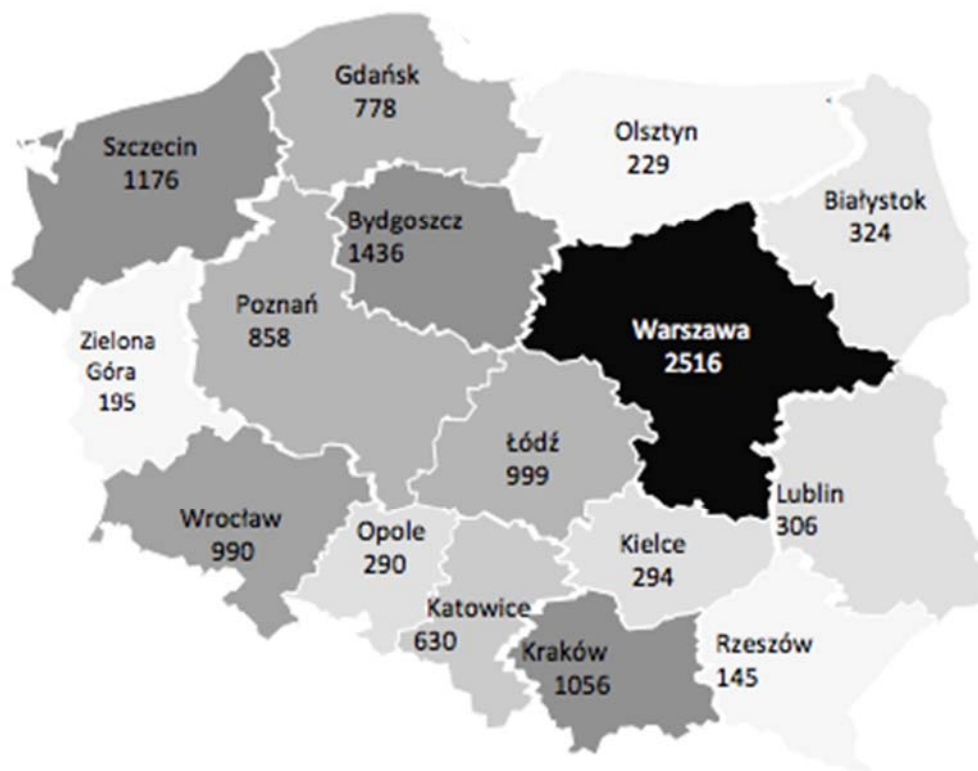 Gdańsk
778
Szczecin
1176
Olsztyn
229
Białystok
324
Bydgoszcz
1436
Poznań
858
Warszawa
2516
Zielona
Góra
195
Łódź
999
Lublin
306
Wrocław
990
Opole
290
Kielce
294
Katowice
630
Kraków
1056
Rzeszów
145